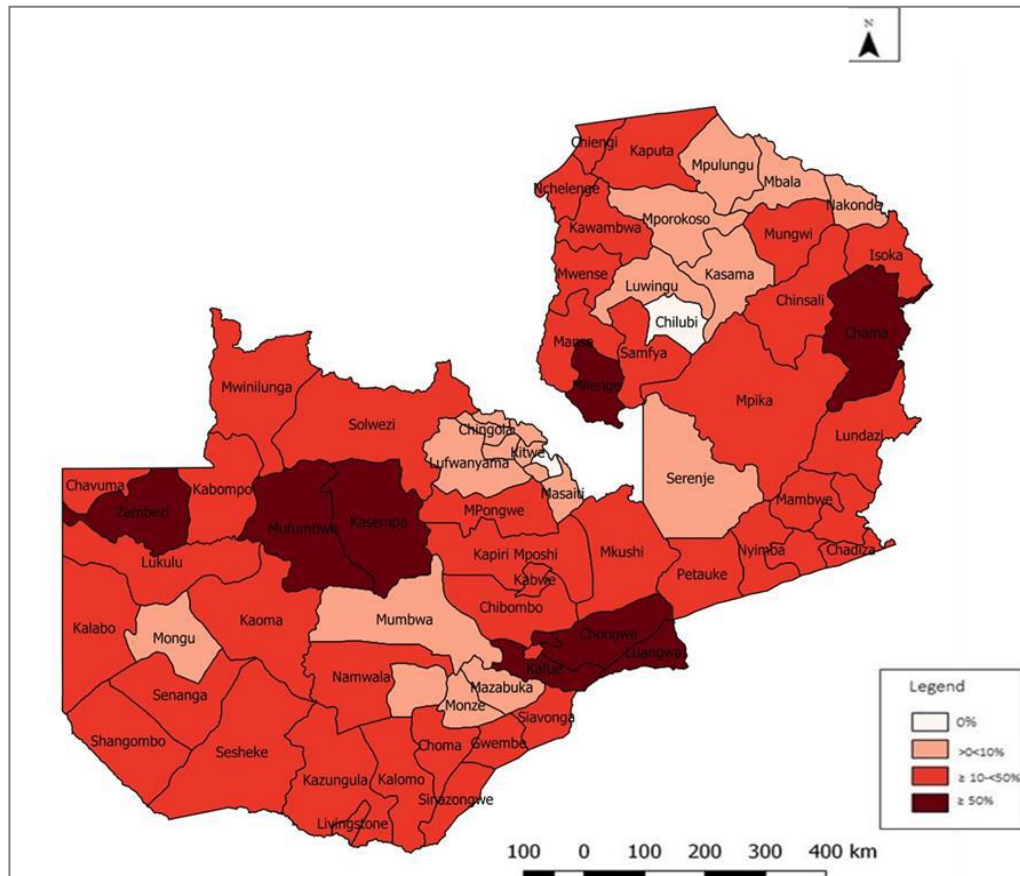 N
Chiengi
Kaputa
Mpulungu
Mbala
Nchelenge
Nakonde
Mporokoso
Kawambwa
Mungwi
Isoka
Mwense
Kasama
Luwingu
Chinsali
Chilubi
Chama
Mansa
Samfya
Milenge
Mwinilunga
Mpika
Solwezi
Chingola
Lundazi
Kitwe
Lufwanyama
Serenje
Chavuma
Kabompo
Masaiti
Mambwe
Zambezi
MPongwe
Mufumbwe
Kasempa
Kapiri Mposhi
Mkushi
Nyimba
Chadiza
Lukulu
Kabwe
Petauke
Chibombo
Kalabo
Kaoma
Mumbwa
Mongu
Chongwe
Luangwa
Kafue
Namwala
Mazabuka
Senanga
Monze
Siavonga
Shangombo
Sesheke
Choma
Gwembe
Kazungula
Kalomo
Sinazongwe
Livingstone
Legend
0%
>0<10%
≥ 10-<50%
≥ 50%
100 0 100 200 300 400 km